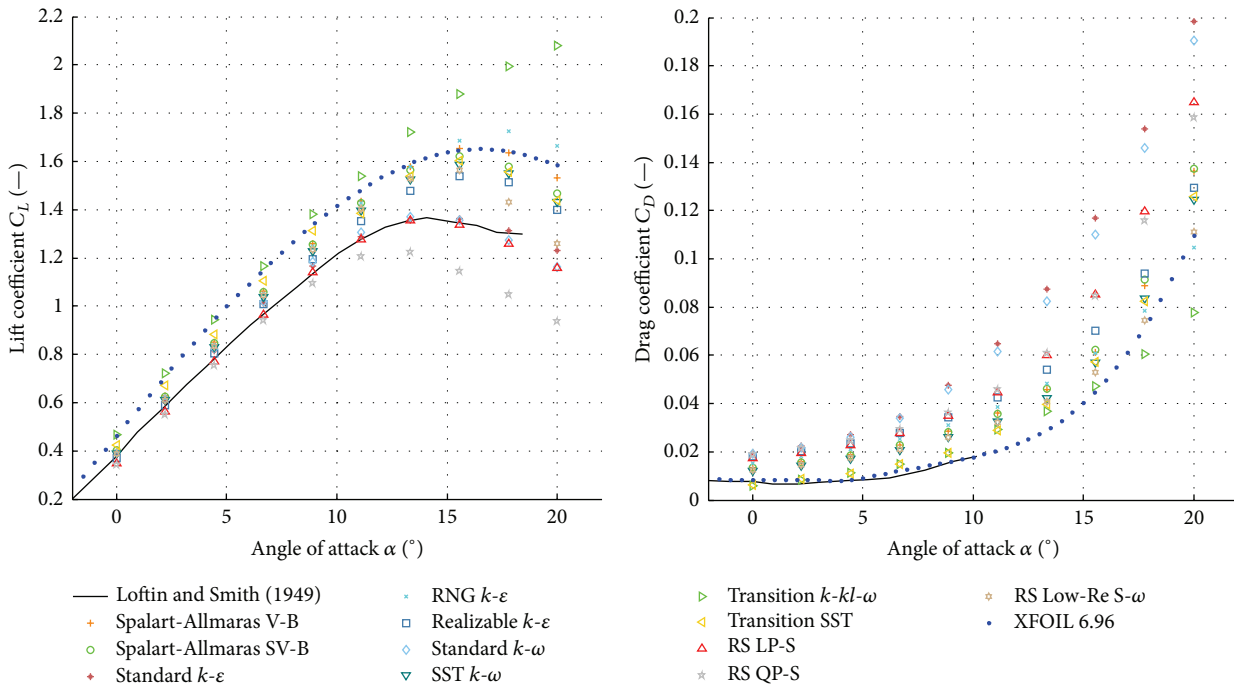 2.2
2
1.8
1.6
1.4
1.2
1
0.8
0.6
0.4
0.2
Lift coefficient C_L (—)
0 5 10 15 20
Angle of attack α (°)
0.2
0.18
0.16
0.14
0.12
0.1
0.08
0.06
0.04
0.02
0
Drag coefficient C_D (—)
0 5 10 15 20
Angle of attack α (°)
Loftin and Smith (1949)
Spalart-Allmaras V-B
Spalart-Allmaras SV-B
Standard k-ε
RNG k-ε
Realizable k-ε
Standard k-ω
SST k-ω
Transition k-kl-ω
Transition SST
RS LP-S
RS QP-S
RS Low-Re S-ω
XFOIL 6.96